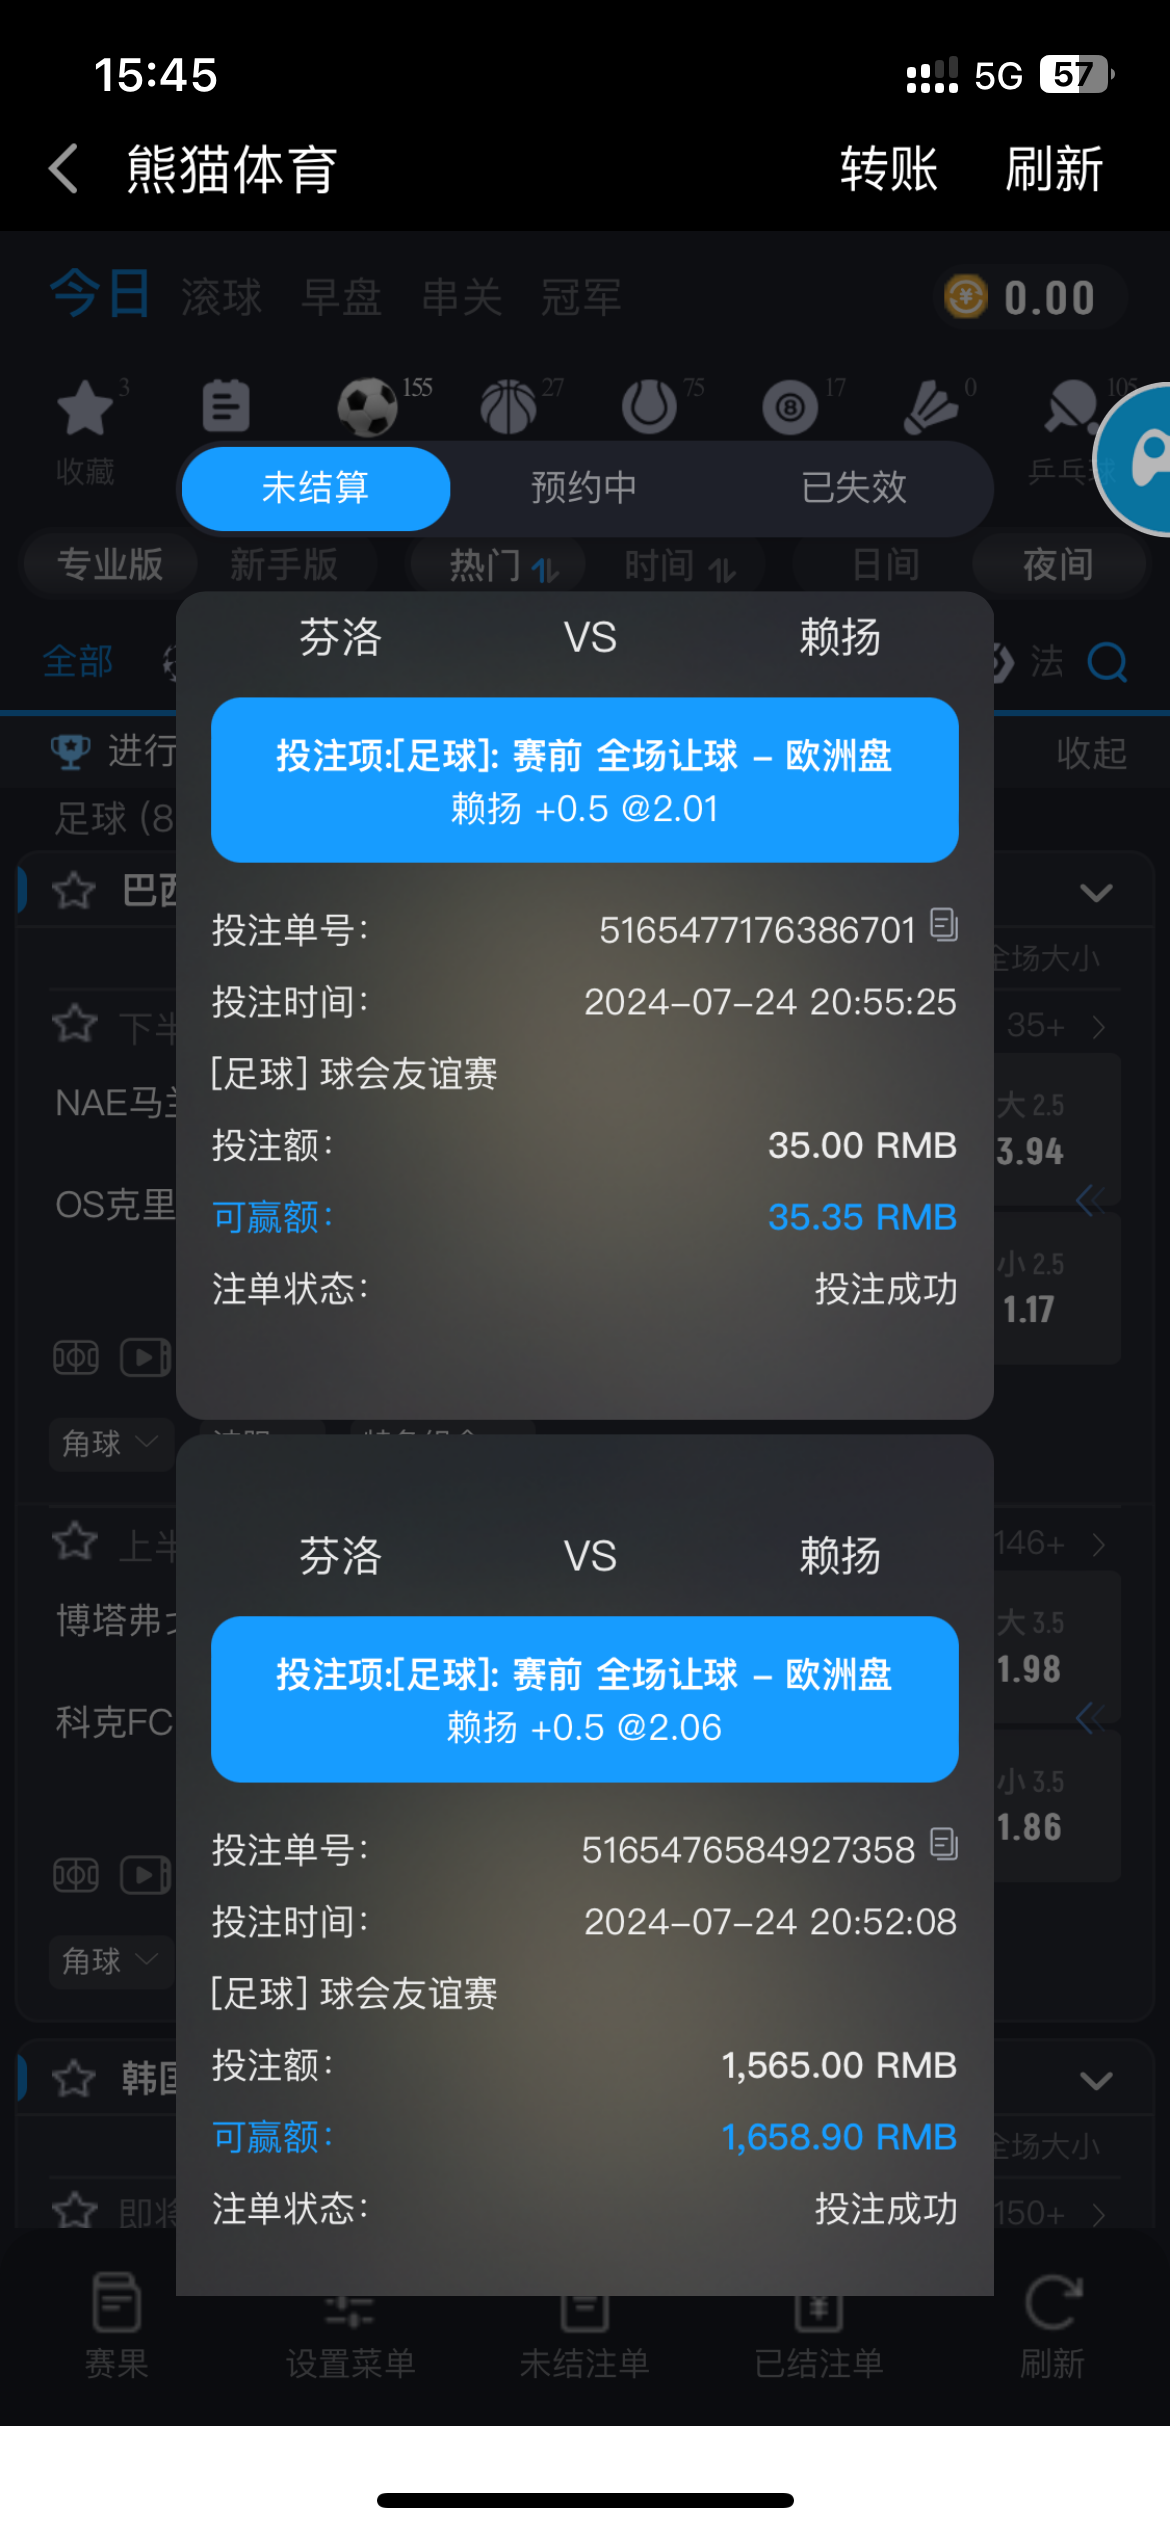 15:45
5G 57
熊猫体育 转账 刷新
今日 滚球 早盘 串关 冠军 0.00
3 155 27 75 17 0 105
收藏 乒乓球
未结算 预约中 已失效
专业版 新手版 热门 时间 日间 夜间
全部 法
芬洛 VS 赖扬
投注项:[足球]: 赛前 全场让球 - 欧洲盘
赖扬 +0.5 @2.01
进行 收起
足球 (8
巴西
投注单号: 5165477176386701
全场大小
投注时间: 2024-07-24 20:55:25
下半 35+
[足球] 球会友谊赛
NAE马兰 大 2.5
投注额: 35.00 RMB
3.94
OS克里
可赢额: 35.35 RMB
小 2.5
注单状态: 投注成功
1.17
角球
芬洛 VS 赖扬
上半 146+
博塔弗戈 大 3.5
投注项:[足球]: 赛前 全场让球 - 欧洲盘
1.98
赖扬 +0.5 @2.06
科克FC
小 3.5
1.86
投注单号: 5165476584927358
投注时间: 2024-07-24 20:52:08
角球
[足球] 球会友谊赛
投注额: 1,565.00 RMB
韩国
可赢额: 1,658.90 RMB
全场大小
注单状态: 投注成功
即将 150+
赛果 设置菜单 未结注单 已结注单 刷新